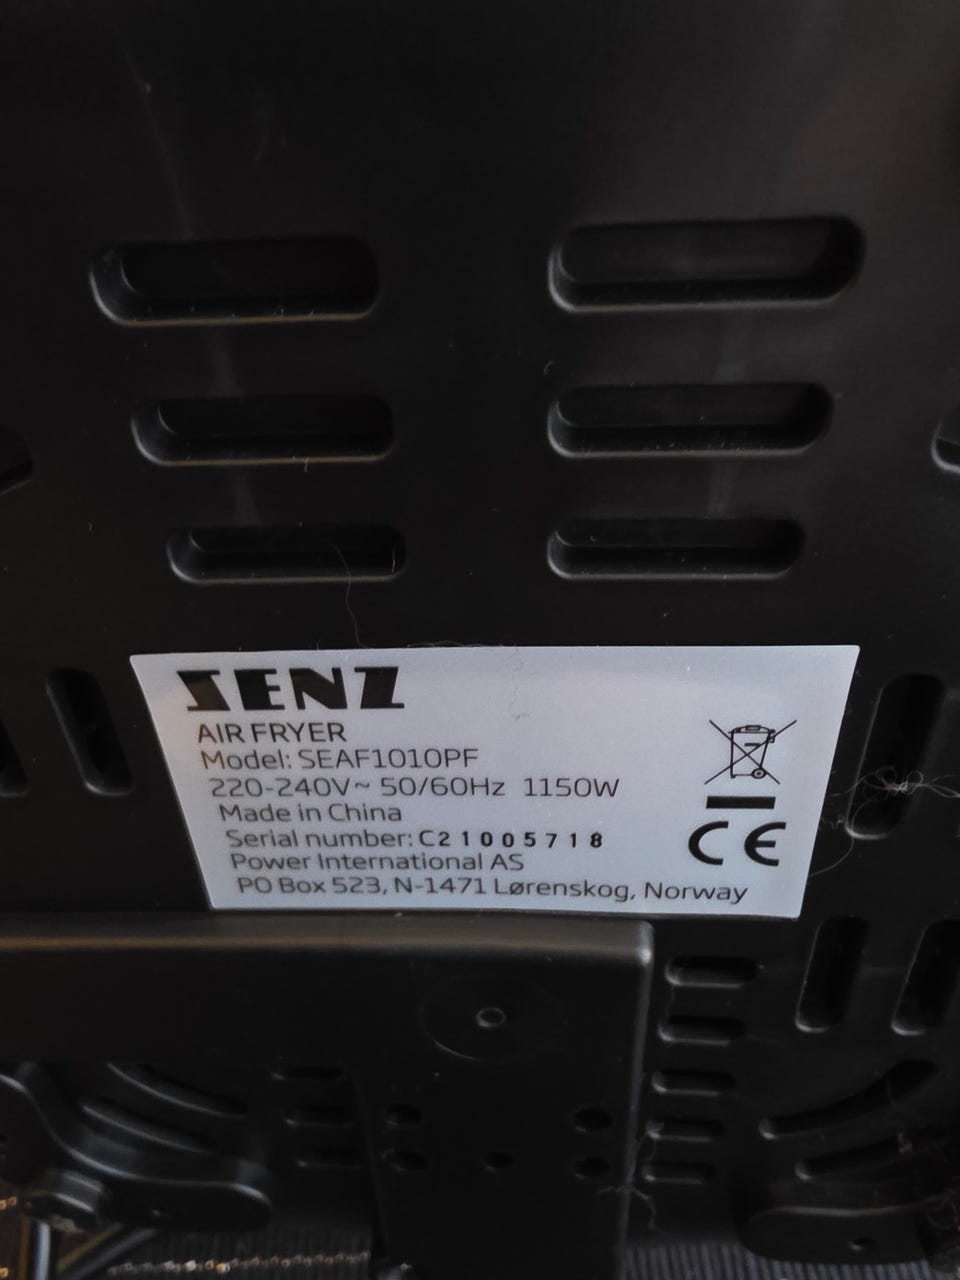 SENZ
AIR FRYER
Model: SEAF1010PF
220-240V~ 50/60Hz 1150W
Made in China
Serial number: C21005718
Power International AS
PO Box 523, N-1471 Lørenskog, Norway
CE